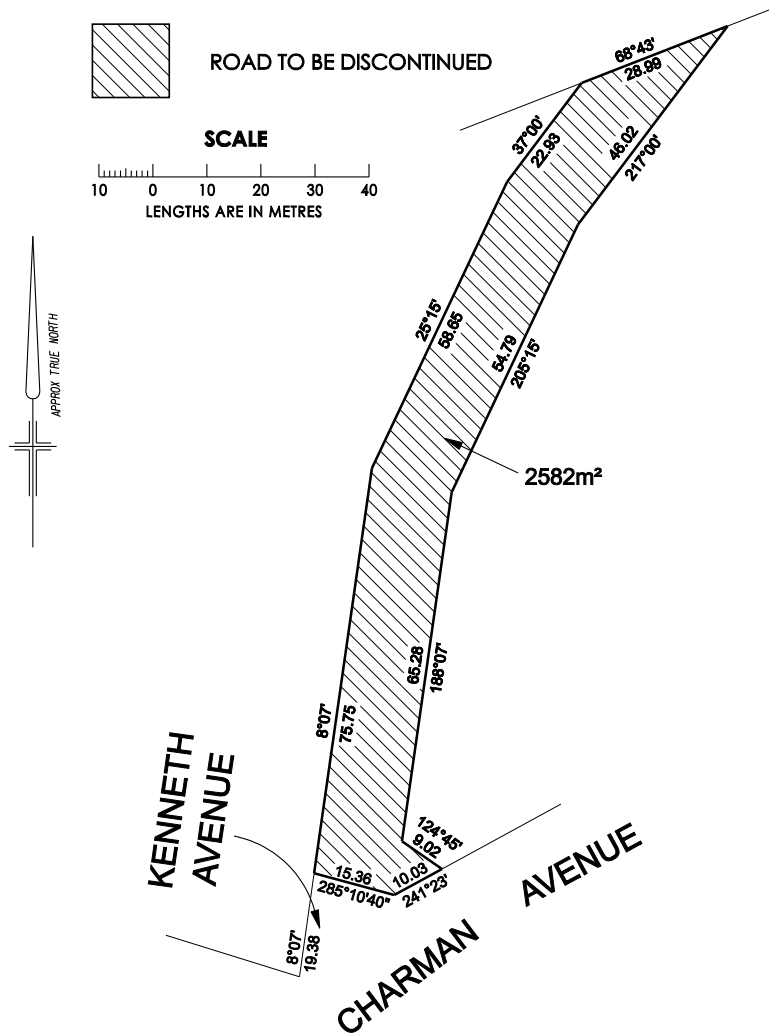 ROAD TO BE DISCONTINUED
SCALE
10 0 10 20 30 40
LENGTHS ARE IN METRES
APPROX TRUE NORTH
68°43'
28.99
37°00'
22.93
46.02
217°00'
25°15'
58.65
54.79
205°15'
2582m²
65.28
188°07'
8°07'
75.75
KENNETH
AVENUE
124°45'
9.02
15.36
285°10'40"
10.03
241°23'
8°07'
19.38
CHARMAN AVENUE